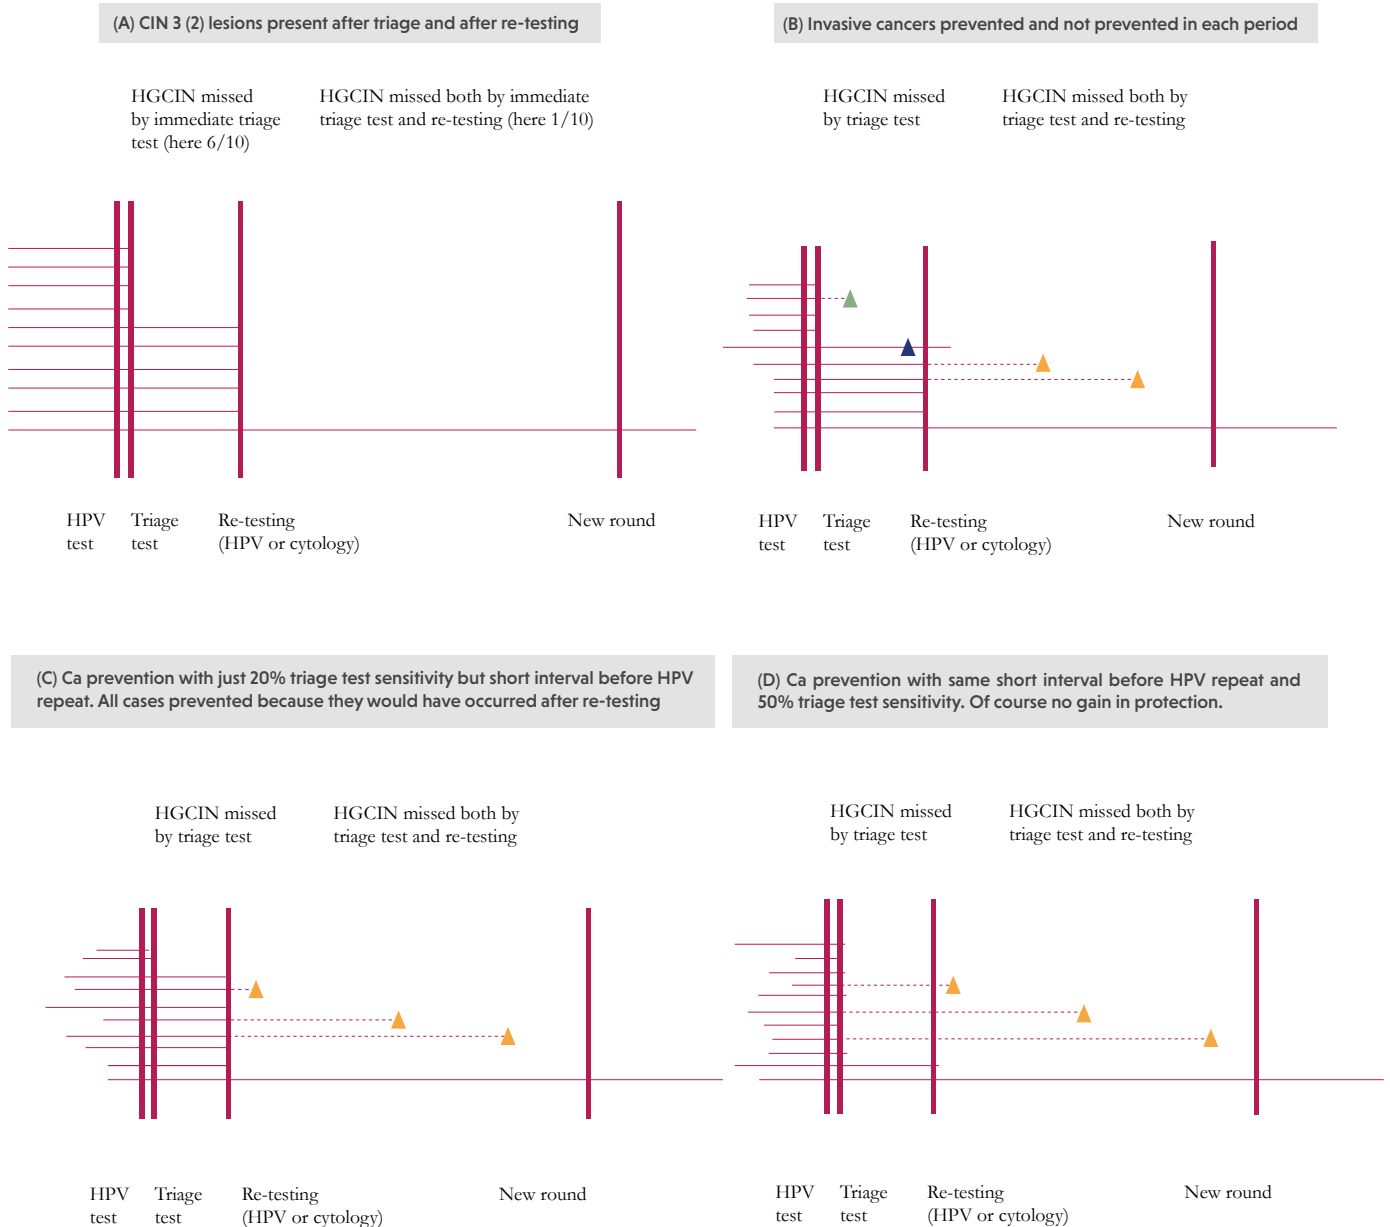 (A) CIN 3 (2) lesions present after triage and after re-testing
HGCIN missed
by immediate triage
test (here 6/10)
HGCIN missed both by immediate
triage test and re-testing (here 1/10)
HPV
test
Triage
test
Re-testing
(HPV or cytology)
New round
(B) Invasive cancers prevented and not prevented in each period
HGCIN missed
by triage test
HGCIN missed both by
triage test and re-testing
HPV
test
Triage
test
Re-testing
(HPV or cytology)
New round
(C) Ca prevention with just 20% triage test sensitivity but short interval before HPV
repeat. All cases prevented because they would have occurred after re-testing
HGCIN missed
by triage test
HGCIN missed both by
triage test and re-testing
HPV
test
Triage
test
Re-testing
(HPV or cytology)
New round
(D) Ca prevention with same short interval before HPV repeat and
50% triage test sensitivity. Of course no gain in protection.
HGCIN missed
by triage test
HGCIN missed both by
triage test and re-testing
HPV
test
Triage
test
Re-testing
(HPV or cytology)
New round